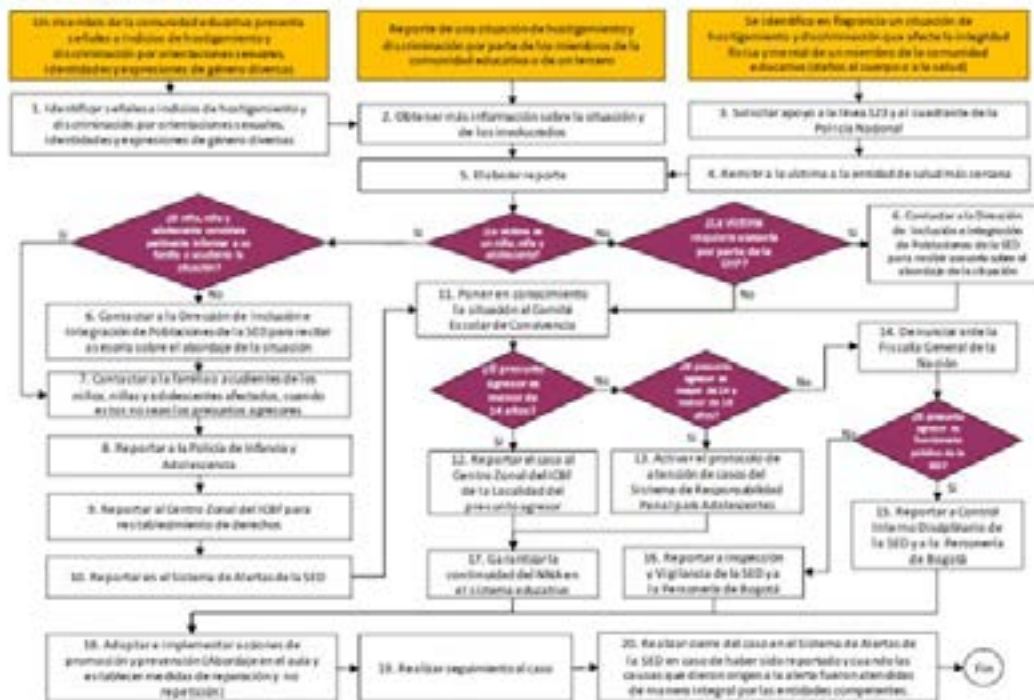 Un miembro de la comunidad educativa presenta
señales o indicios de hostigamiento y
discriminación por orientaciones sexuales,
identidades y expresiones de género diversas
Reporte de una situación de hostigamiento y
discriminación por parte de los miembros de la
comunidad educativa o de un tercero
Se identifica en flagrancia un situación de
hostigamiento y discriminación que afecte la integridad
física y mental de un miembro de la comunidad
educativa (daños al cuerpo o a la salud)
1. Identificar señales o indicios de hostigamiento y
discriminación por orientaciones sexuales,
identidades y expresiones de género diversas
2. Obtener más información sobre la situación y
de los involucrados
3. Solicitar apoyo a la línea 123 y al cuadrante de la
Policía Nacional
5. Elaborar reporte
4. Remitir a la víctima a la entidad de salud más cercana
¿El niño, niña y
adolescente
permite informar a su
familia o acudiente la
situación?
Si
No
¿La víctima es
un niño, niña y
adolescente?
Si
No
¿La víctima
requiere asesoría
por parte de la
Si
No
6. Contactar a la Dirección
de Inclusión e Integración
de Poblaciones de la SED
para recibir asesoría sobre el
abordaje de la situación
6. Contactar a la Dirección de Inclusión e
Integración de Poblaciones de la SED para recibir
asesoría sobre el abordaje de la situación
11. Poner en conocimiento
la situación al Comité
Escolar de Convivencia
7. Contactar a la familia o acudientes de los
niños, niñas y adolescentes afectados, cuando
estos no sean los presuntos agresores
¿El presunto
agresor es
menor de
14 años?
No
Si
¿El presunto
agresor es
mayor de 14 y
menor de 18
años?
No
Si
14. Denunciar ante la
Fiscalía General de la
Nación
8. Reportar a la Policía de Infancia y
Adolescencia
¿El presunto
agresor es
funcionario
público de la
SED?
No
Si
12. Reportar el caso al
Centro Zonal del ICBF
de la Localidad del
presunto agresor
13. Activar el protocolo de
atención de casos del
Sistema de Responsabilidad
Penal para Adolescentes
9. Reportar al Centro Zonal del ICBF para
restablecimiento de derechos
15. Reportar a Control
Interno Disciplinario de
la SED y a la Personería
de Bogotá
10. Reportar en el Sistema de Alertas de la SED
17. Garantizar la
continuidad del NNA en
el sistema educativo
16. Reportar a Inspección
y Vigilancia de la SED y a
la Personería de Bogotá
18. Adoptar e implementar acciones de
promoción y prevención (Abordaje en el aula y
establecer medidas de reparación y no
repetición)
19. Realizar seguimiento al caso
20. Realizar cierre del caso en el Sistema de Alertas de
la SED en caso de haber sido reportado y cuando las
causas que dieron origen a la alerta fueron atendidas
de manera integral por las entidades competentes.
Fin